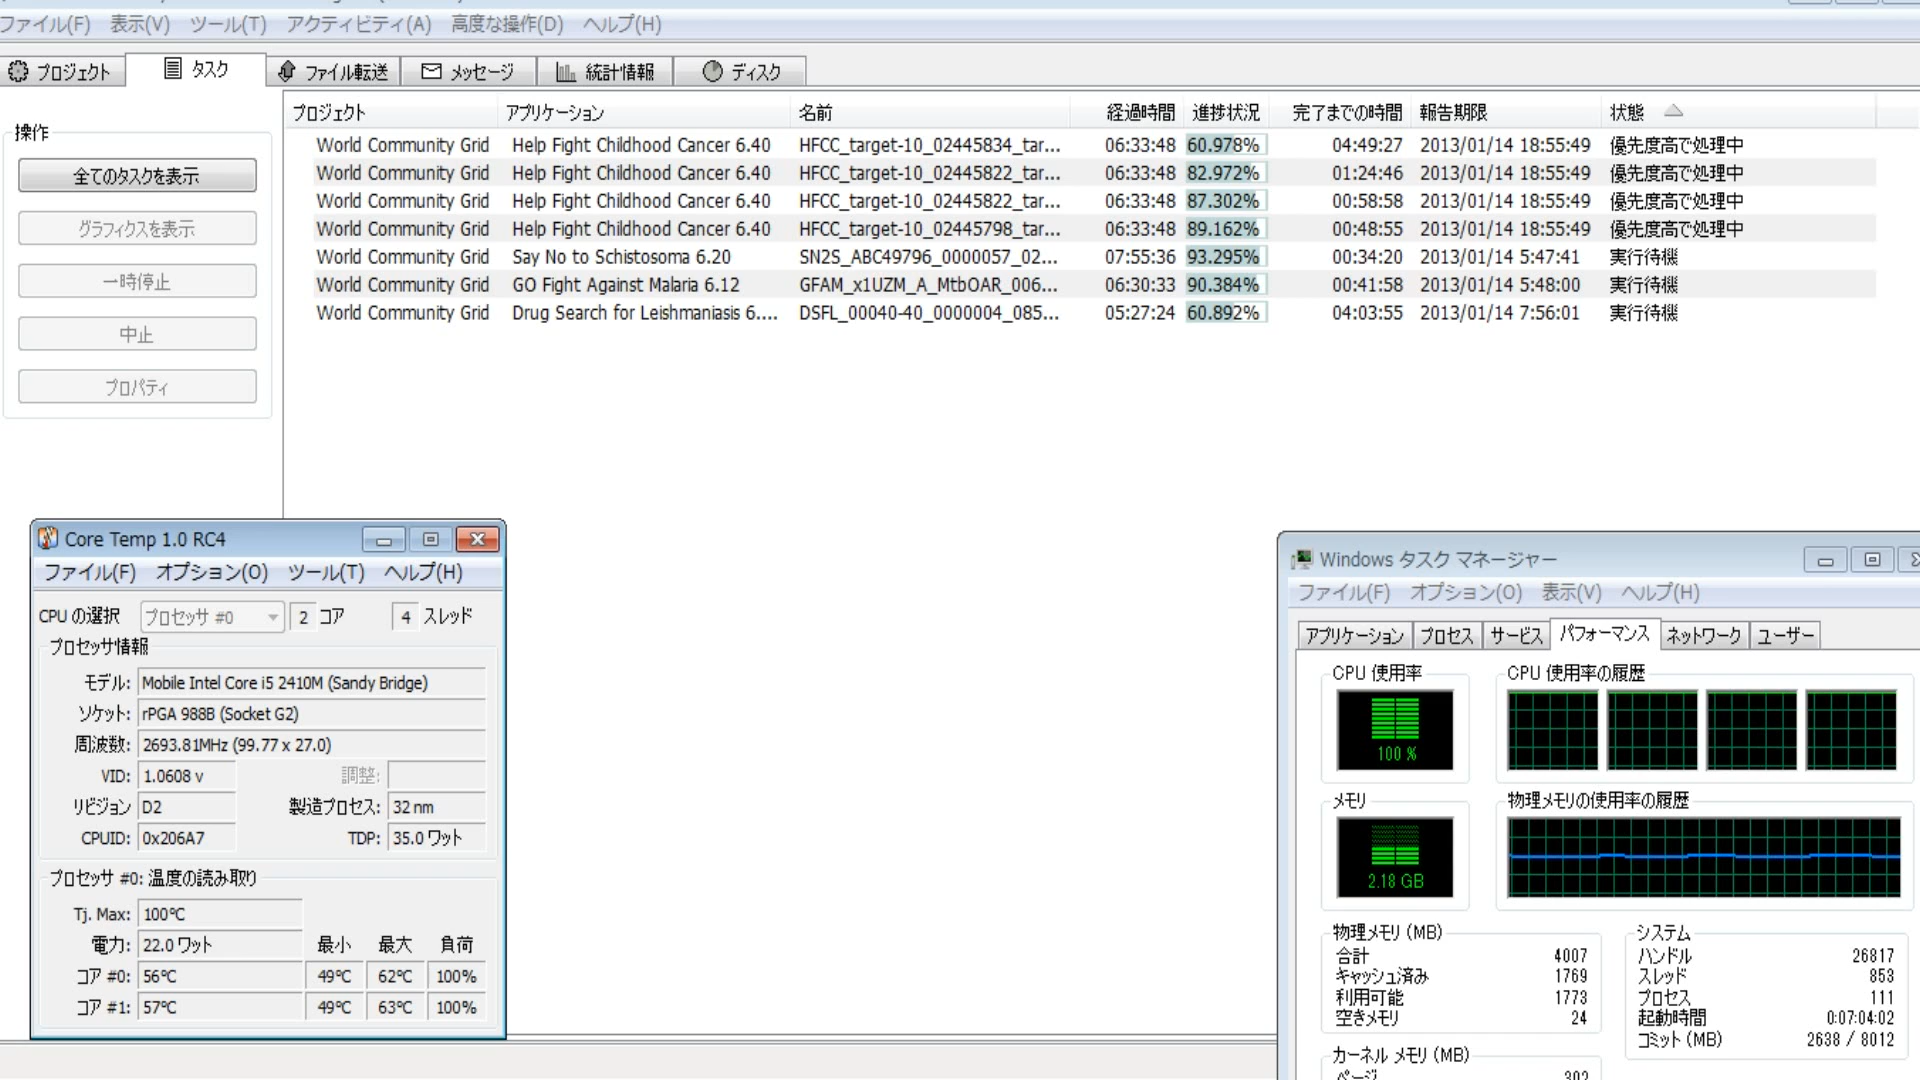 ファイル(F) 表示(V) ツール(T) アクティビティ(A) 高度な操作(D) ヘルプ(H)
プロジェクト タスク ファイル転送 メッセージ 統計情報 ディスク
操作
全てのタスクを表示
グラフィクスを表示
一時停止
中止
プロパティ
プロジェクト アプリケーション 名前 経過時間 進捗状況 完了までの時間 報告期限 状態
World Community Grid Help Fight Childhood Cancer 6.40 HFCC_target-10_02445834_tar... 06:33:48 60.978% 04:49:27 2013/01/14 18:55:49 優先度高で処理中
World Community Grid Help Fight Childhood Cancer 6.40 HFCC_target-10_02445822_tar... 06:33:48 82.972% 01:24:46 2013/01/14 18:55:49 優先度高で処理中
World Community Grid Help Fight Childhood Cancer 6.40 HFCC_target-10_02445822_tar... 06:33:48 87.302% 00:58:58 2013/01/14 18:55:49 優先度高で処理中
World Community Grid Help Fight Childhood Cancer 6.40 HFCC_target-10_02445798_tar... 06:33:48 89.162% 00:48:55 2013/01/14 18:55:49 優先度高で処理中
World Community Grid Say No to Schistosoma 6.20 SN2S_ABC49796_0000057_02... 07:55:36 93.295% 00:34:20 2013/01/14 5:47:41 実行待機
World Community Grid GO Fight Against Malaria 6.12 GFAM_x1UZM_A_MtbOAR_006... 06:30:33 90.384% 00:41:58 2013/01/14 5:48:00 実行待機
World Community Grid Drug Search for Leishmaniasis 6.... DSFL_00040-40_0000004_085... 05:27:24 60.892% 04:03:55 2013/01/14 7:56:01 実行待機
Core Temp 1.0 RC4
ファイル(F) オプション(O) ツール(T) ヘルプ(H)
CPU の選択 プロセッサ #0 2 コア 4 スレッド
プロセッサ情報
モデル: Mobile Intel Core i5 2410M (Sandy Bridge)
ソケット: rPGA 988B (Socket G2)
周波数: 2693.81MHz (99.77 x 27.0)
VID: 1.0608 v 調整:
リビジョン D2 製造プロセス: 32 nm
CPUID: 0x206A7 TDP: 35.0 ワット
プロセッサ #0: 温度の読み取り
Tj. Max: 100℃
電力: 22.0 ワット 最小 最大 負荷
コア #0: 56℃ 49℃ 62℃ 100%
コア #1: 57℃ 49℃ 63℃ 100%
Windows タスク マネージャー
ファイル(F) オプション(O) 表示(V) ヘルプ(H)
アプリケーション プロセス サービス パフォーマンス ネットワーク ユーザー
CPU 使用率 CPU 使用率の履歴
100 %
メモリ 物理メモリの使用率の履歴
2.18 GB
物理メモリ (MB)
合計 4007
キャッシュ済み 1769
利用可能 1773
空きメモリ 24
システム
ハンドル 26817
スレッド 853
プロセス 111
起動時間 0:07:04:02
コミット (MB) 2638 / 8012
カーネル メモリ (MB)
ページ 302